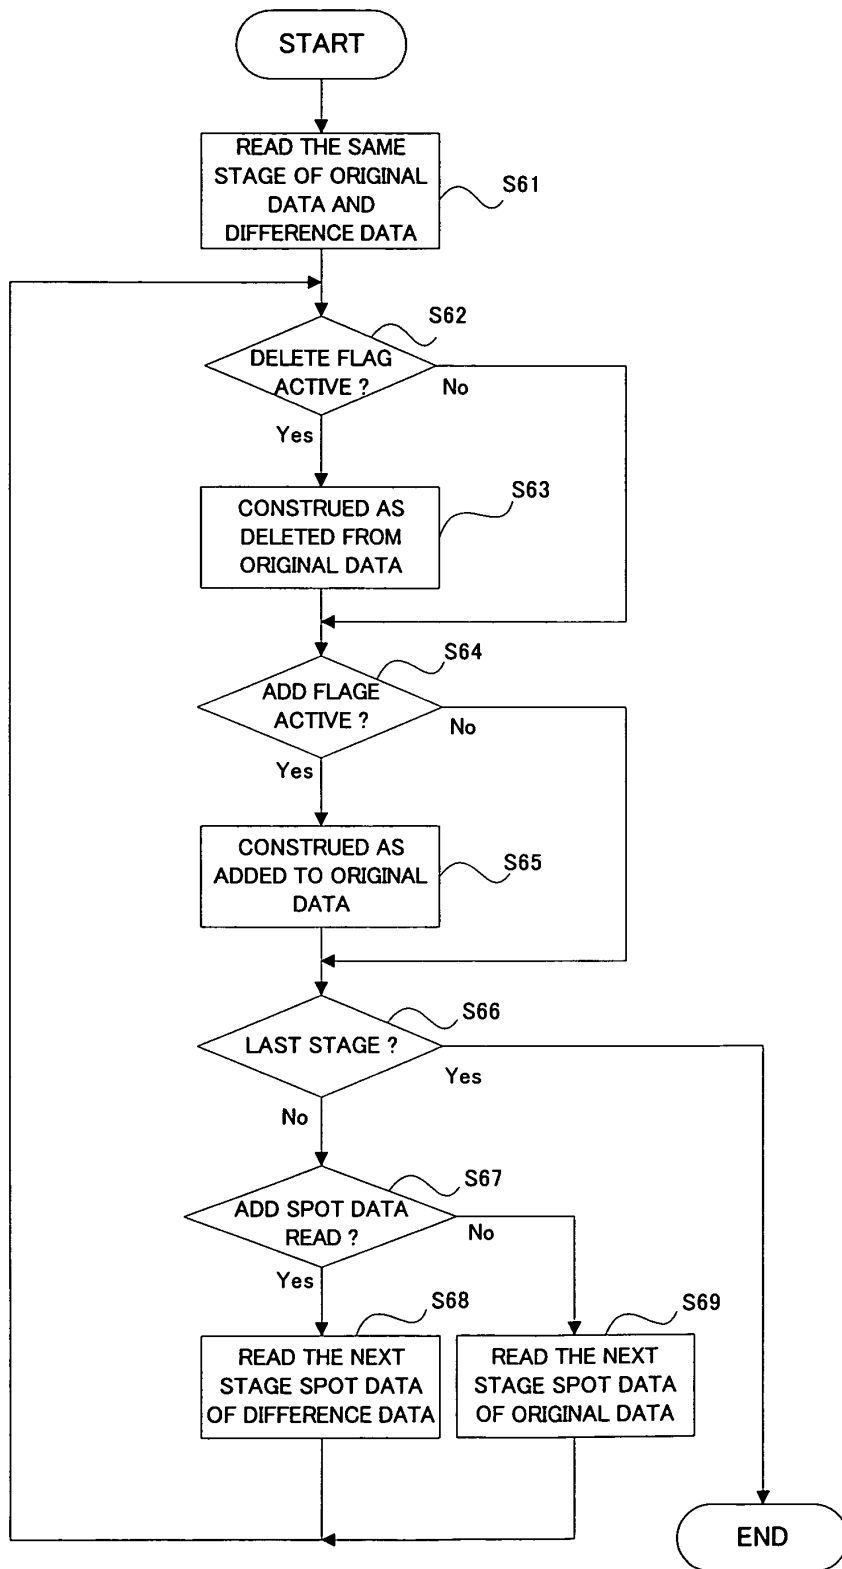 START
READ THE SAME
STAGE OF ORIGINAL
DATA AND
DIFFERENCE DATA
S61
S62
DELETE FLAG
ACTIVE ?
No
Yes
S63
CONSTRUED AS
DELETED FROM
ORIGINAL DATA
S64
ADD FLAGE
ACTIVE ?
No
Yes
CONSTRUED AS
ADDED TO ORIGINAL
DATA
S65
S66
LAST STAGE ?
Yes
No
S67
ADD SPOT DATA
READ ?
No
Yes
S68
S69
READ THE NEXT
STAGE SPOT DATA
OF DIFFERENCE DATA
READ THE NEXT
STAGE SPOT DATA
OF ORIGINAL DATA
END